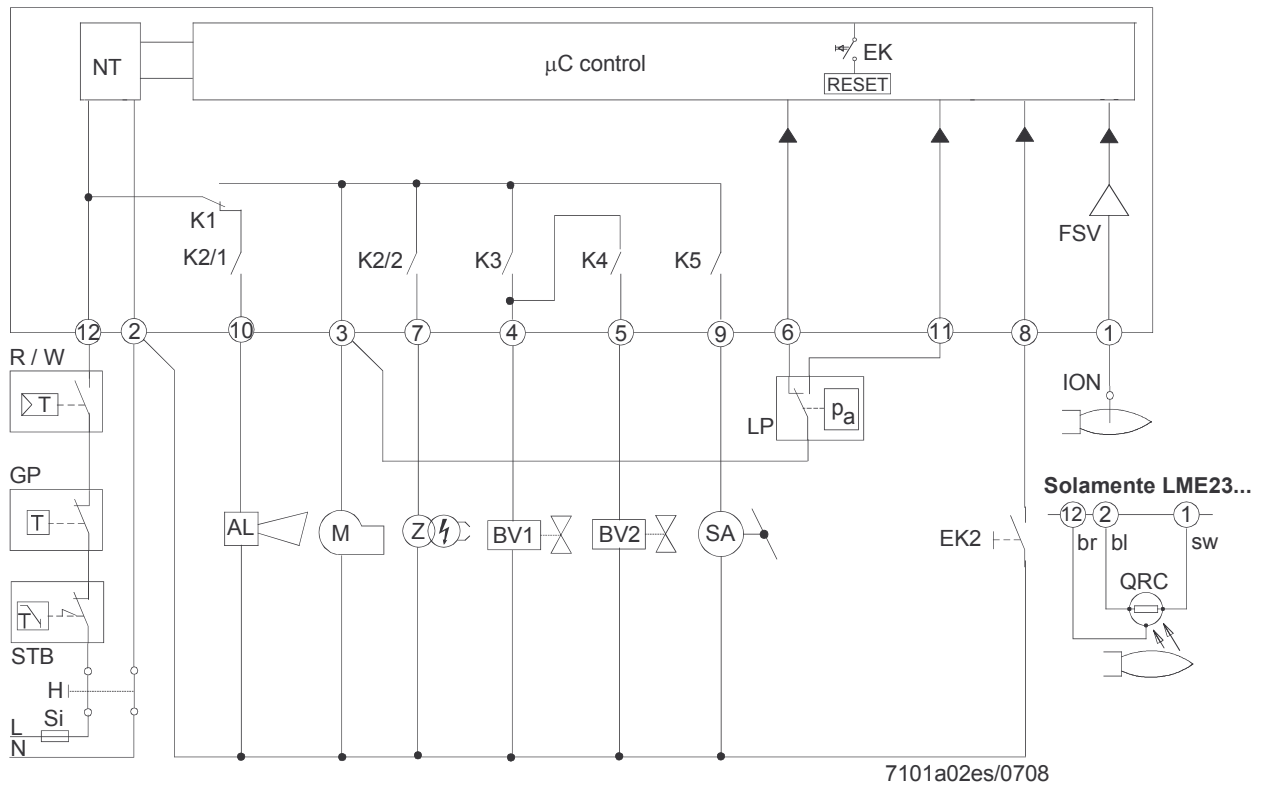 NT
μC control
EK
RESET
K1
K2/1
K2/2
K3
K4
K5
FSV
12 2 10 3 7 4 5 9 6 11 8 1
R / W
T
LP
pa
ION
GP
T
Solamente LME23...
12 2 1
br bl sw
QRC
AL
M
Z
BV1
BV2
SA
EK2
T
STB
H
Si
L
N
7101a02es/0708